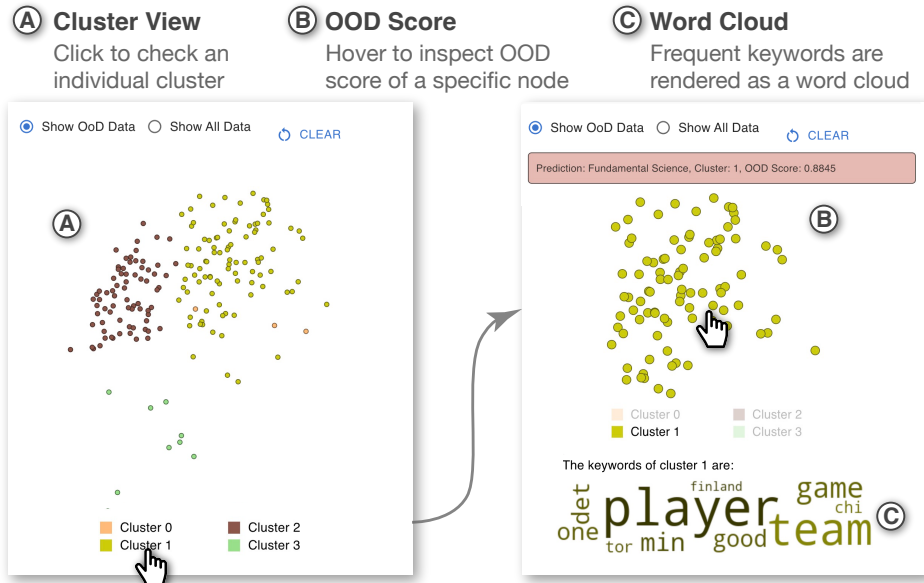 A Cluster View
Click to check an
individual cluster
B OOD Score
Hover to inspect OOD
score of a specific node
C Word Cloud
Frequent keywords are
rendered as a word cloud
Show OoD Data Show All Data CLEAR
A
Cluster 0 Cluster 2
Cluster 1 Cluster 3
Show OoD Data Show All Data CLEAR
Prediction: Fundamental Science, Cluster: 1, OOD Score: 0.8845
B
Cluster 0 Cluster 2
Cluster 1 Cluster 3
The keywords of cluster 1 are:
det player finland game
one chi C
tor min good team